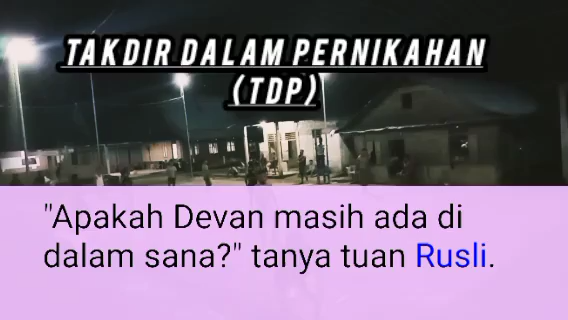 TAKDIR DALAM PERNIKAHAN
(TDP)
"Apakah Devan masih ada di
dalam sana?" tanya tuan Rusli.